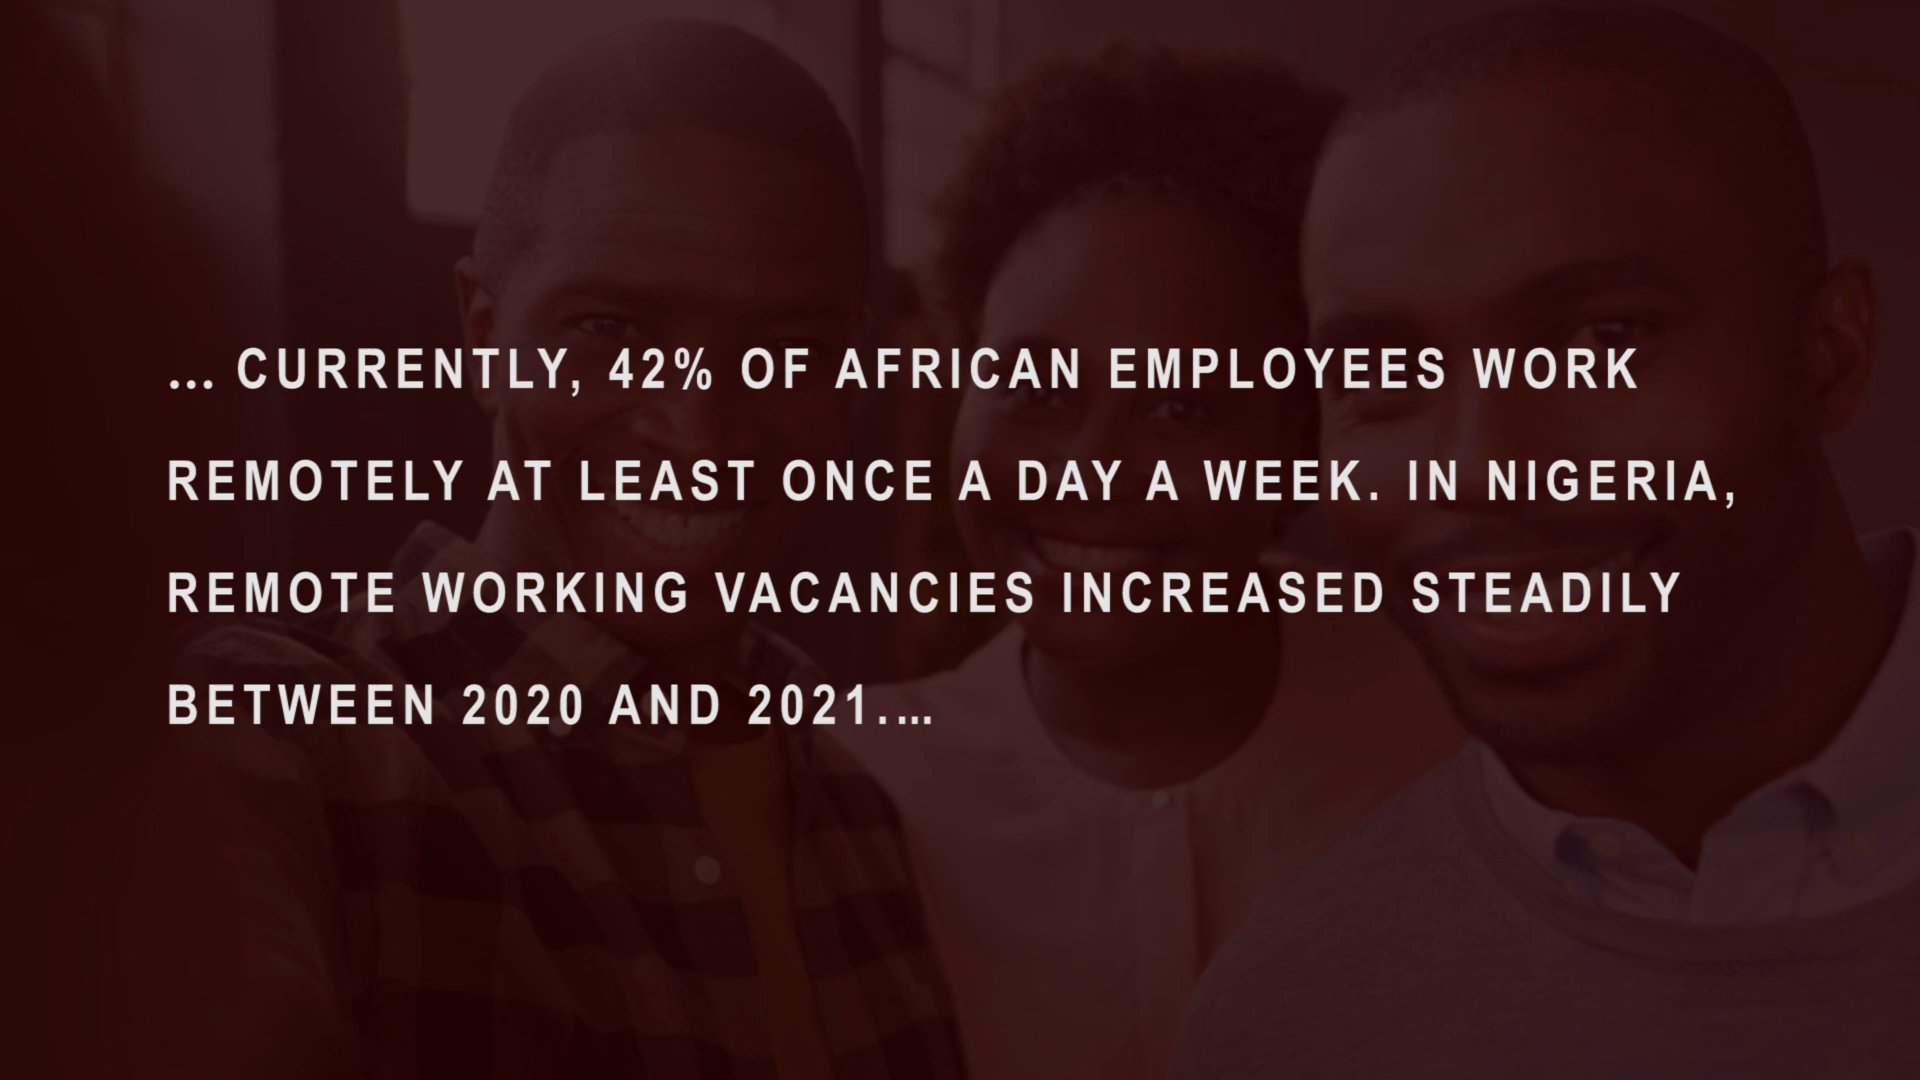 ... CURRENTLY, 42% OF AFRICAN EMPLOYEES WORK
REMOTELY AT LEAST ONCE A DAY A WEEK. IN NIGERIA,
REMOTE WORKING VACANCIES INCREASED STEADILY
BETWEEN 2020 AND 2021....